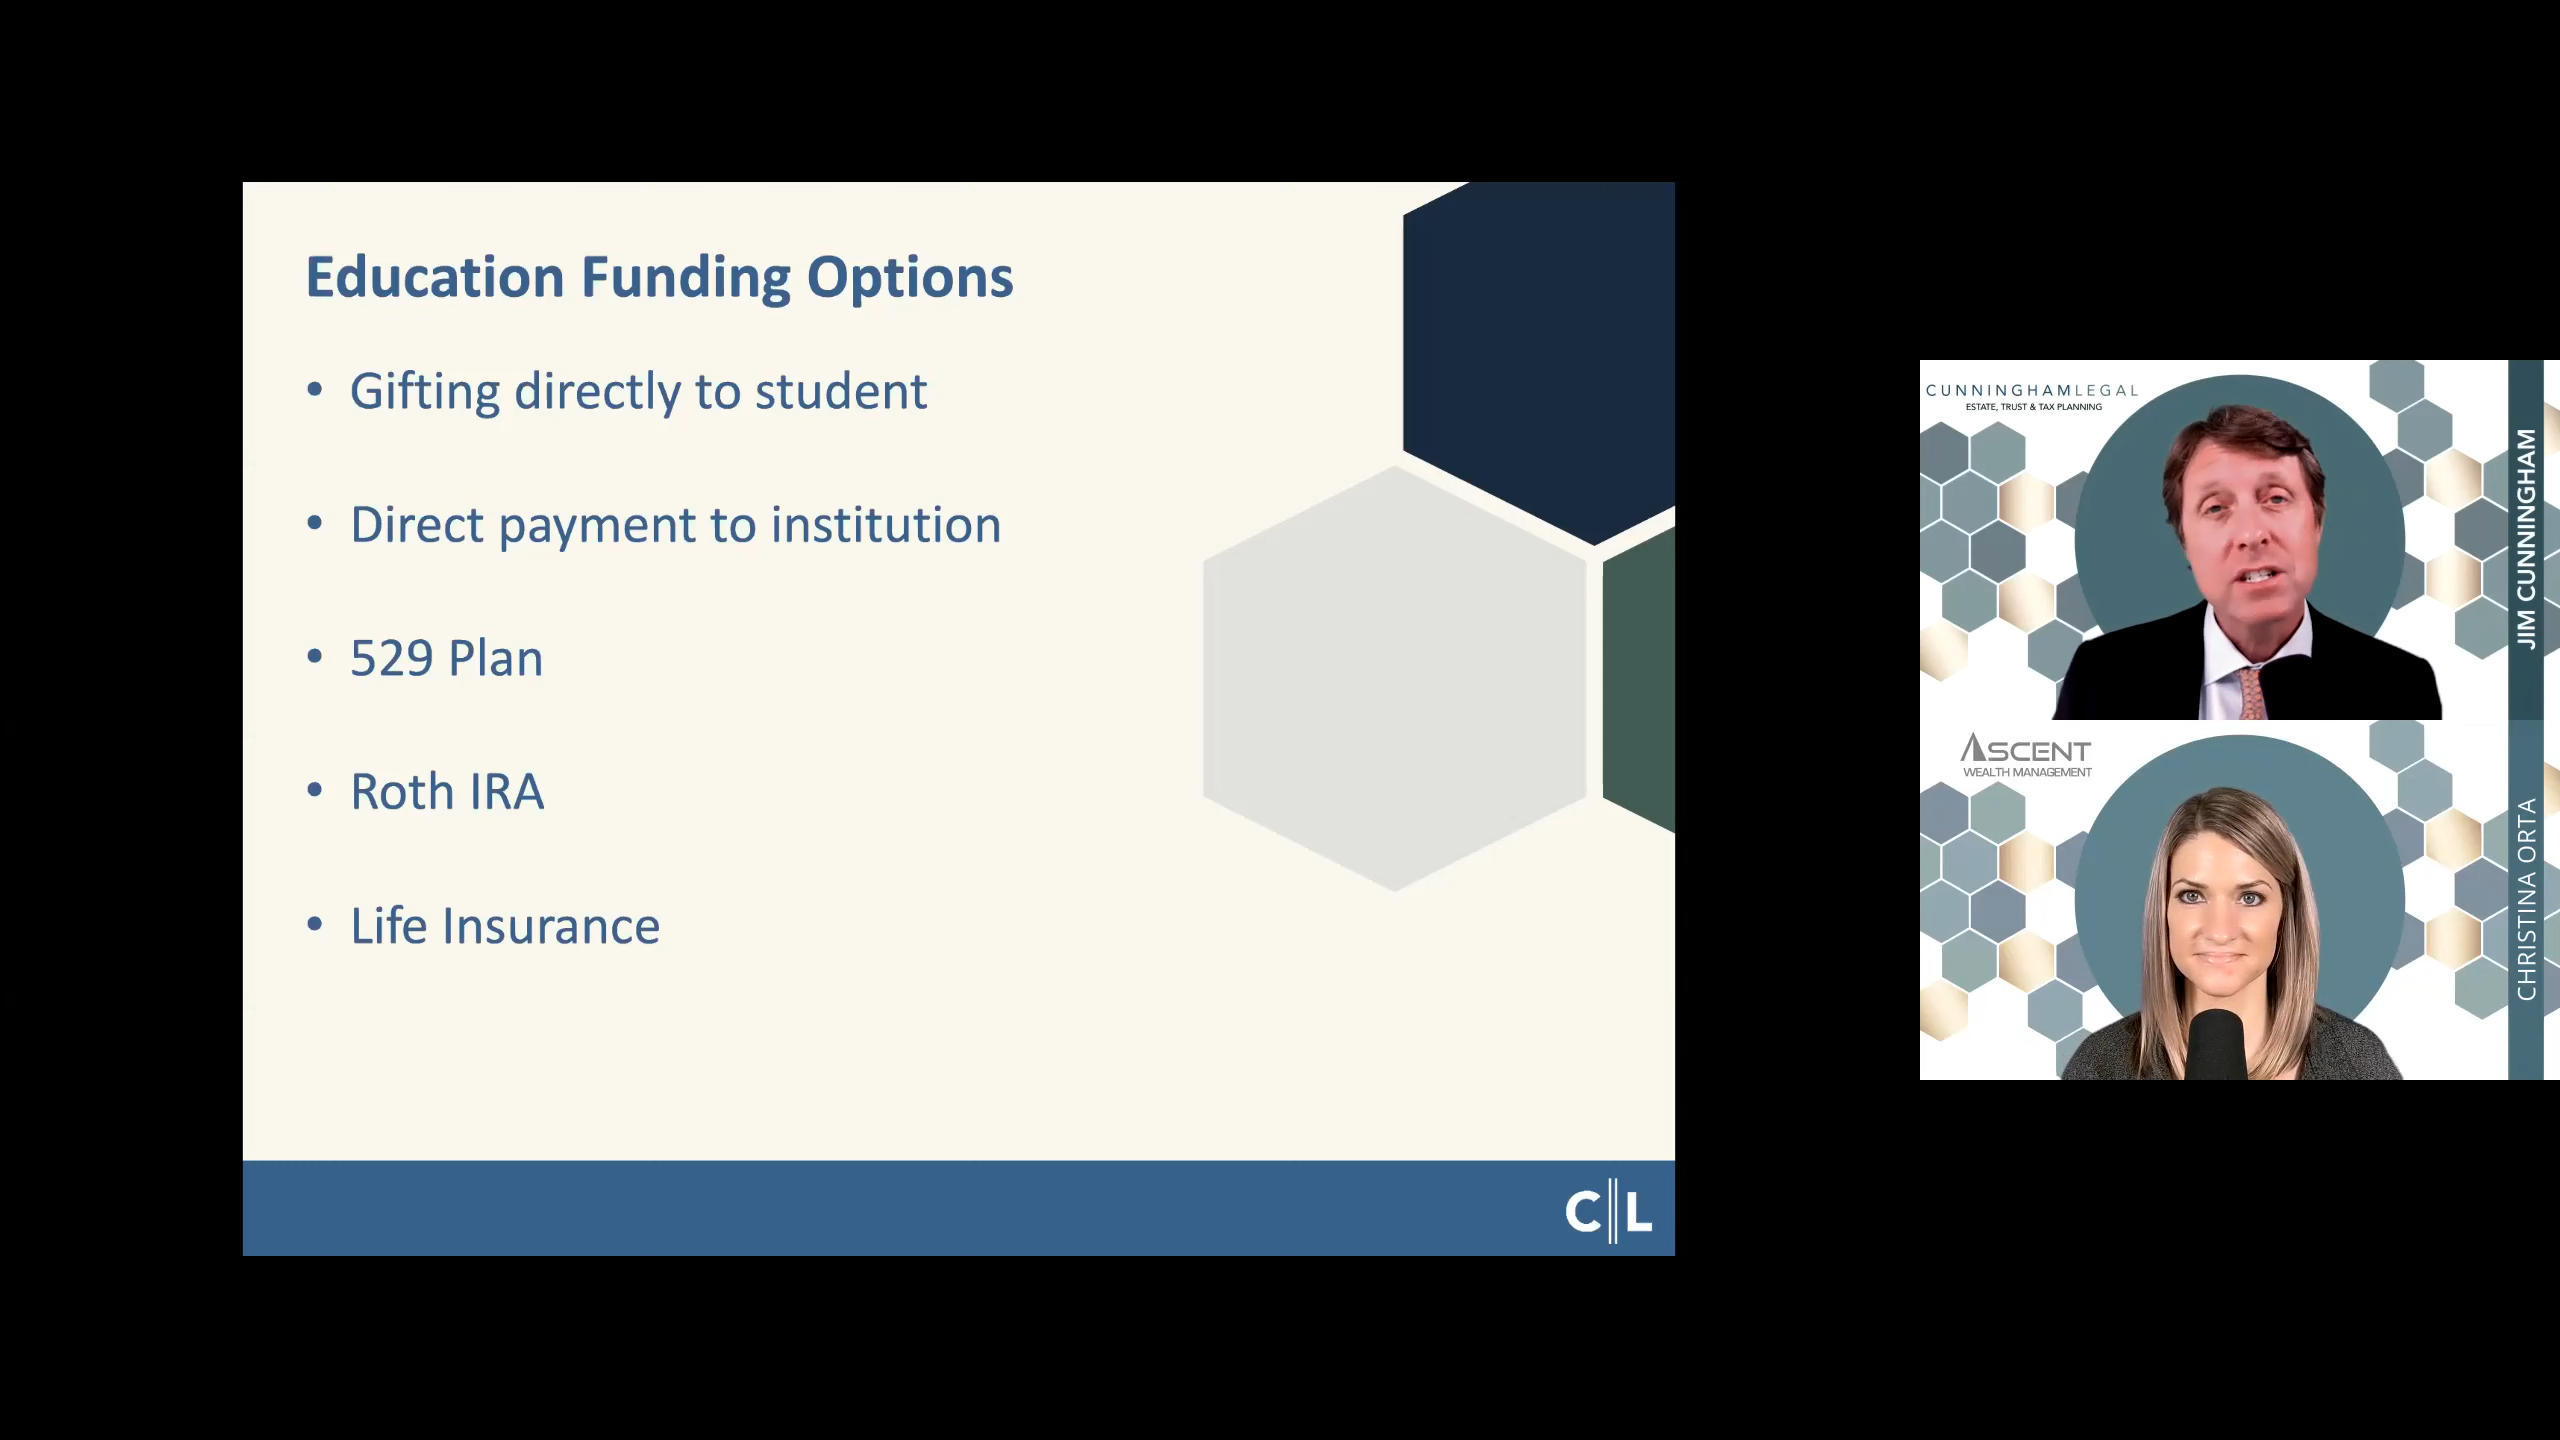 Education Funding Options
• Gifting directly to student
• Direct payment to institution
• 529 Plan
• Roth IRA
• Life Insurance
C||L
CUNNINGHAMLEGAL
ESTATE, TRUST & TAX PLANNING
JIM CUNNINGHAM
ASCENT
WEALTH MANAGEMENT
CHRISTINA ORTA